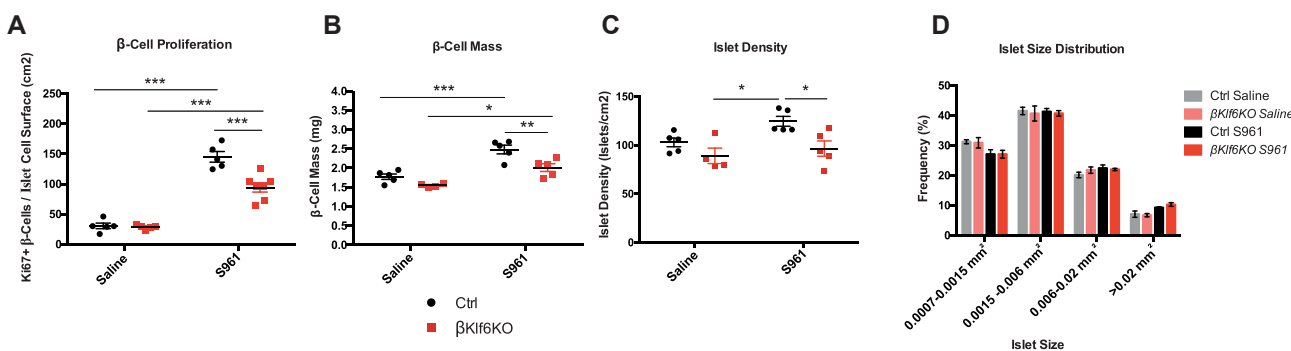 A
β-Cell Proliferation
Ki67+ β-Cells / Islet Cell Surface (cm2)
250
200
150
100
50
0
***
***
***
Saline
S961
B
β-Cell Mass
β-Cell Mass (mg)
4.0
3.5
3.0
2.5
2.0
1.5
1.0
0.5
0.0
***
*
**
Saline
S961
Ctrl
βKlf6KO
C
Islet Density
Islet Density (Islets/cm2)
150
100
50
0
*
*
Saline
S961
D
Islet Size Distribution
Frequency (%)
50
40
30
20
10
0
0.0007-0.0015 mm²
0.0015 -0.006 mm²
0.006-0.02 mm²
>0.02 mm²
Islet Size
Ctrl Saline
βKlf6KO Saline
Ctrl S961
βKlf6KO S961